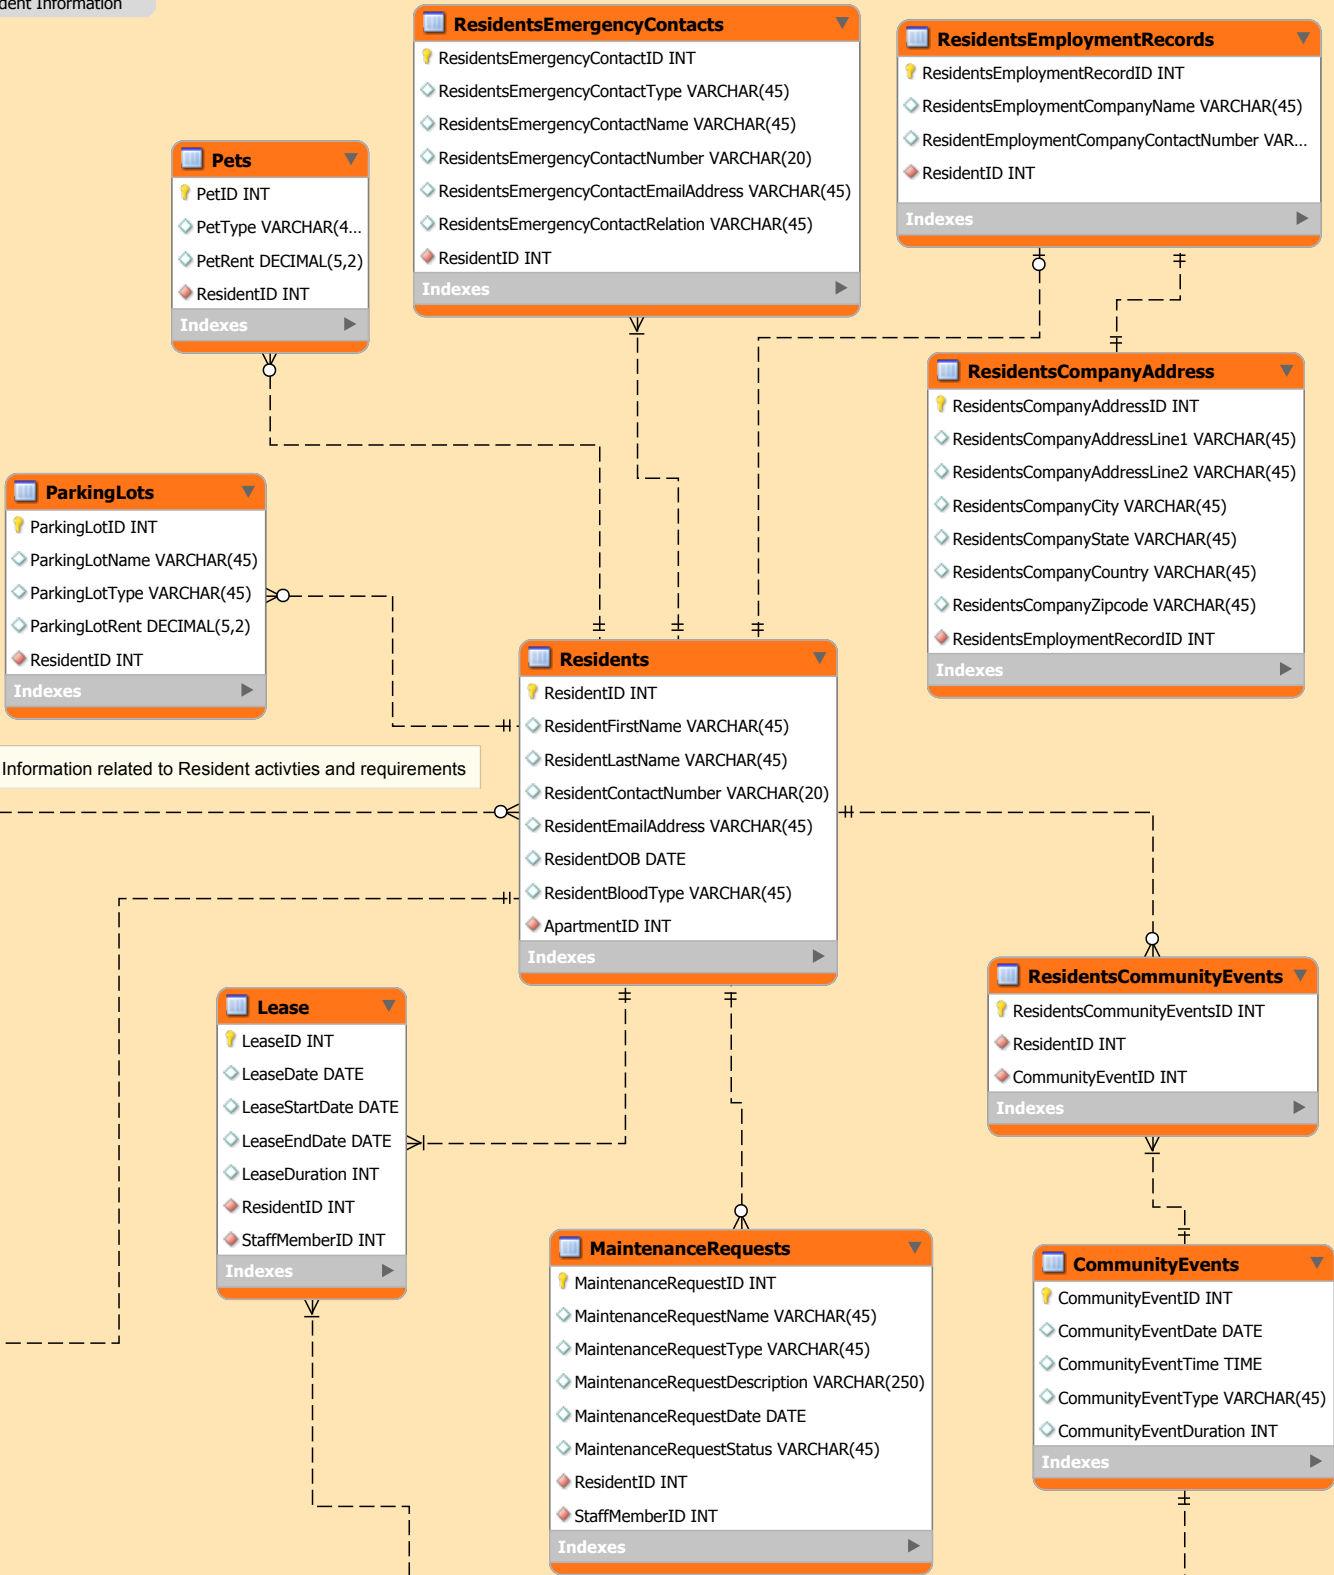 dent Information
ResidentsEmergencyContacts
ResidentsEmergencyContactID INT
ResidentsEmergencyContactType VARCHAR(45)
ResidentsEmergencyContactName VARCHAR(45)
ResidentsEmergencyContactNumber VARCHAR(20)
ResidentsEmergencyContactEmailAddress VARCHAR(45)
ResidentsEmergencyContactRelation VARCHAR(45)
ResidentID INT
Indexes
ResidentsEmploymentRecords
ResidentsEmploymentRecordID INT
ResidentsEmploymentCompanyName VARCHAR(45)
ResidentEmploymentCompanyContactNumber VAR...
ResidentID INT
Indexes
Pets
PetID INT
PetType VARCHAR(4...
PetRent DECIMAL(5,2)
ResidentID INT
Indexes
ResidentsCompanyAddress
ResidentsCompanyAddressID INT
ResidentsCompanyAddressLine1 VARCHAR(45)
ResidentsCompanyAddressLine2 VARCHAR(45)
ResidentsCompanyCity VARCHAR(45)
ResidentsCompanyState VARCHAR(45)
ResidentsCompanyCountry VARCHAR(45)
ResidentsCompanyZipcode VARCHAR(45)
ResidentsEmploymentRecordID INT
Indexes
ParkingLots
ParkingLotID INT
ParkingLotName VARCHAR(45)
ParkingLotType VARCHAR(45)
ParkingLotRent DECIMAL(5,2)
ResidentID INT
Indexes
Residents
ResidentID INT
ResidentFirstName VARCHAR(45)
ResidentLastName VARCHAR(45)
ResidentContactNumber VARCHAR(20)
ResidentEmailAddress VARCHAR(45)
ResidentDOB DATE
ResidentBloodType VARCHAR(45)
ApartmentID INT
Indexes
Information related to Resident activties and requirements
ResidentsCommunityEvents
ResidentsCommunityEventsID INT
ResidentID INT
CommunityEventID INT
Indexes
Lease
LeaseID INT
LeaseDate DATE
LeaseStartDate DATE
LeaseEndDate DATE
LeaseDuration INT
ResidentID INT
StaffMemberID INT
Indexes
MaintenanceRequests
MaintenanceRequestID INT
MaintenanceRequestName VARCHAR(45)
MaintenanceRequestType VARCHAR(45)
MaintenanceRequestDescription VARCHAR(250)
MaintenanceRequestDate DATE
MaintenanceRequestStatus VARCHAR(45)
ResidentID INT
StaffMemberID INT
Indexes
CommunityEvents
CommunityEventID INT
CommunityEventDate DATE
CommunityEventTime TIME
CommunityEventType VARCHAR(45)
CommunityEventDuration INT
Indexes